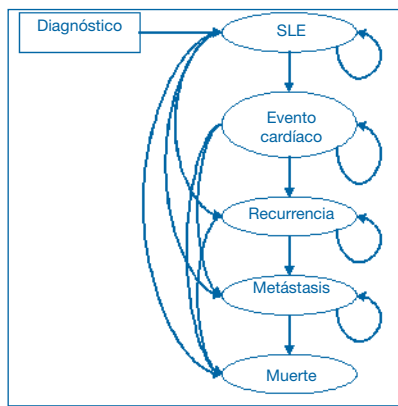 Diagnóstico
SLE
Evento
cardíaco
Recurrencia
Metástasis
Muerte